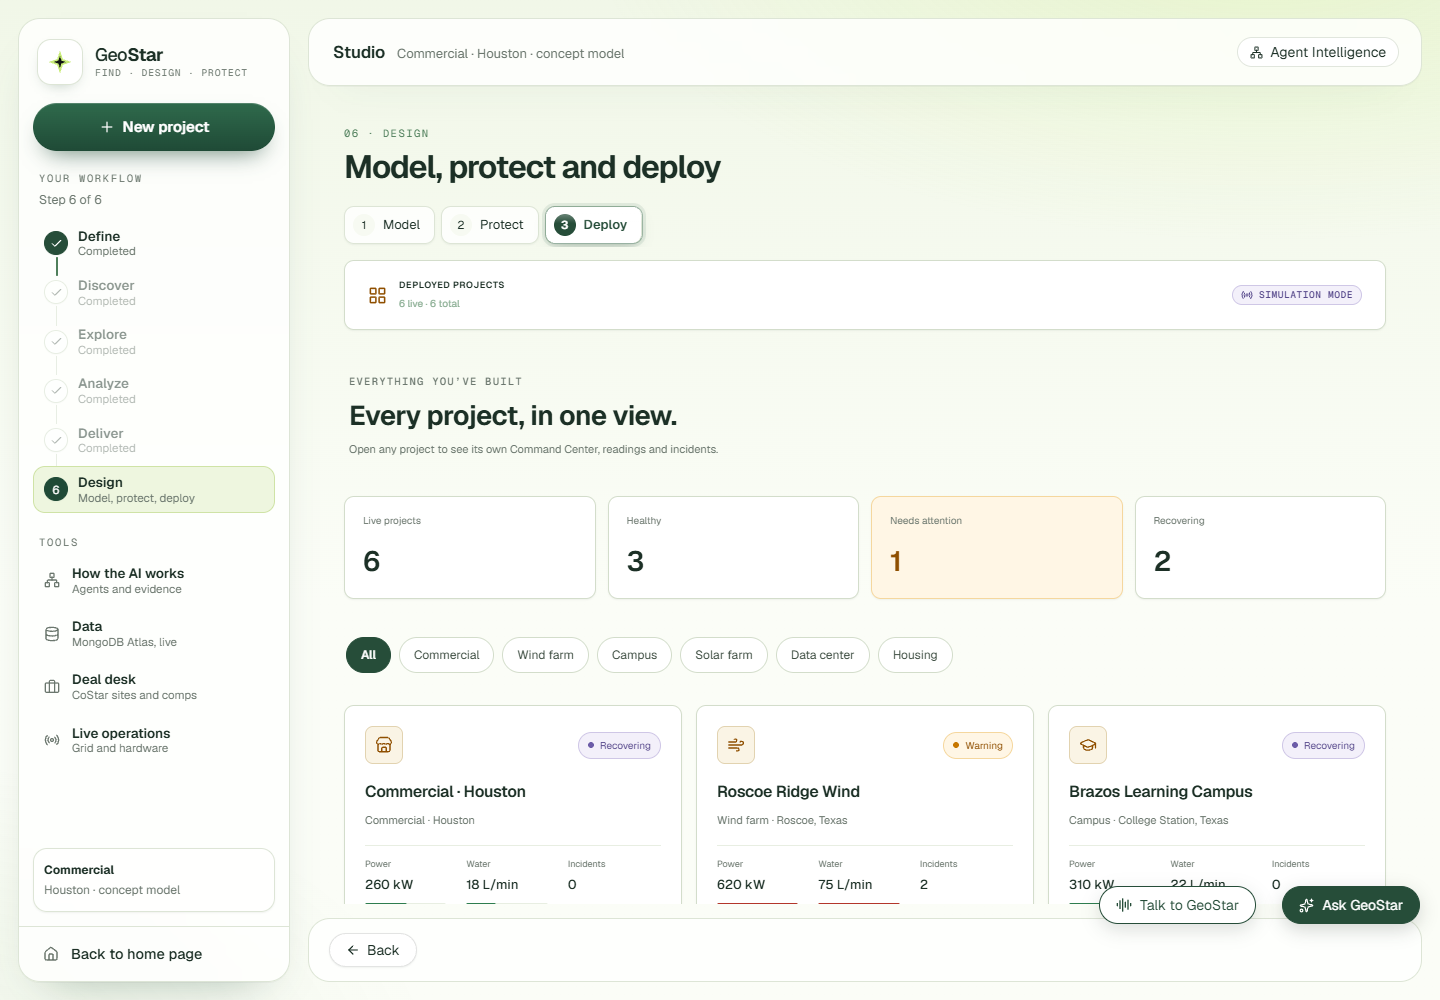 GeoStar
FIND · DESIGN · PROTECT
New project
YOUR WORKFLOW
Step 6 of 6
Define
Completed
Discover
Completed
Explore
Completed
Analyze
Completed
Deliver
Completed
6
Design
Model, protect, deploy
TOOLS
How the AI works
Agents and evidence
Data
MongoDB Atlas, live
Deal desk
CoStar sites and comps
Live operations
Grid and hardware
Commercial
Houston · concept model
Back to home page
Studio Commercial · Houston · concept model
Agent Intelligence
06 · DESIGN
Model, protect and deploy
1 Model
2 Protect
3 Deploy
DEPLOYED PROJECTS
6 live · 6 total
SIMULATION MODE
EVERYTHING YOU'VE BUILT
Every project, in one view.
Open any project to see its own Command Center, readings and incidents.
Live projects
6
Healthy
3
Needs attention
1
Recovering
2
All
Commercial
Wind farm
Campus
Solar farm
Data center
Housing
Recovering
Commercial · Houston
Commercial · Houston
Power Water Incidents
260 kW 18 L/min 0
Warning
Roscoe Ridge Wind
Wind farm · Roscoe, Texas
Power Water Incidents
620 kW 75 L/min 2
Recovering
Brazos Learning Campus
Campus · College Station, Texas
Power Water Incidents
310 kW 22 L/min 0
Talk to GeoStar
Ask GeoStar
Back